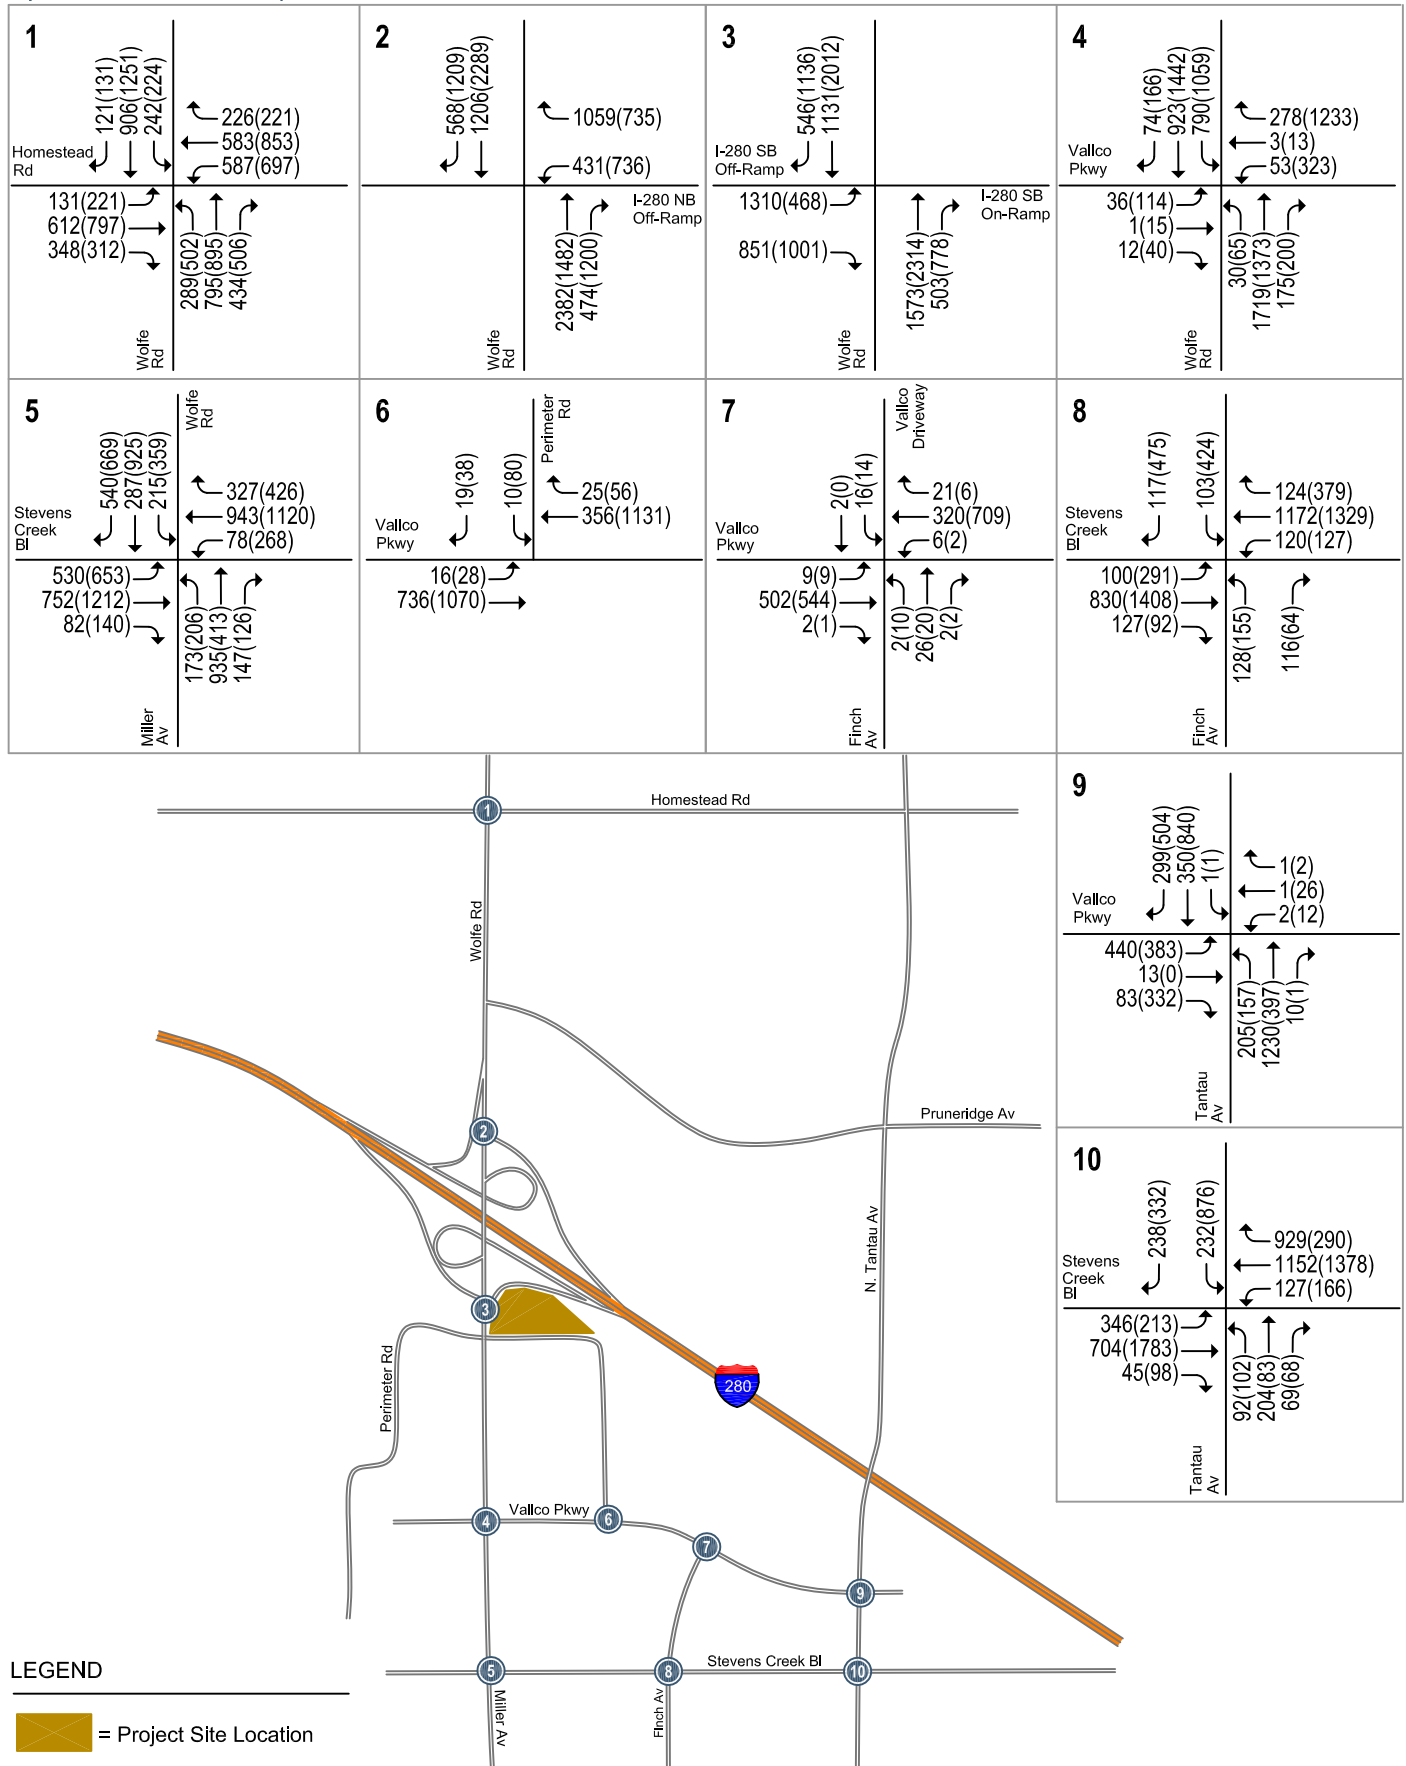 1
121(131)
906(1251)
242(224)
226(221)
583(853)
587(697)
Homestead
Rd
131(221)
612(797)
348(312)
289(502)
795(895)
434(506)
Wolfe
Rd
2
568(1209)
1206(2289)
1059(735)
431(736)
I-280 NB
Off-Ramp
2382(1482)
474(1200)
Wolfe
Rd
3
546(1136)
1131(2012)
I-280 SB
Off-Ramp
1310(468)
851(1001)
I-280 SB
On-Ramp
1573(2314)
503(778)
Wolfe
Rd
4
74(166)
923(1442)
790(1059)
278(1233)
3(13)
53(323)
Vallco
Pkwy
36(114)
1(15)
12(40)
30(65)
1719(1373)
175(200)
Wolfe
Rd
5
Wolfe
Rd
540(669)
287(925)
215(359)
327(426)
943(1120)
78(268)
Stevens
Creek
Bl
530(653)
752(1212)
82(140)
173(206)
935(413)
147(126)
Miller
Av
6
Perimeter
Rd
19(38)
10(80)
25(56)
356(1131)
Vallco
Pkwy
16(28)
736(1070)
7
Vallco
Driveway
2(0)
16(14)
21(6)
320(709)
6(2)
Vallco
Pkwy
9(9)
502(544)
2(1)
2(10)
26(20)
2(2)
Finch
Av
8
117(475)
103(424)
124(379)
1172(1329)
120(127)
Stevens
Creek
Bl
100(291)
830(1408)
127(92)
128(155)
116(64)
Finch
Av
9
299(504)
350(840)
1(1)
1(2)
1(26)
2(12)
Vallco
Pkwy
440(383)
13(0)
83(332)
205(157)
1230(397)
10(1)
Tantau
Av
10
238(332)
232(876)
929(290)
1152(1378)
127(166)
Stevens
Creek
Bl
346(213)
704(1783)
45(98)
92(102)
204(83)
69(68)
Tantau
Av
1
Homestead Rd
Wolfe Rd
2
Pruneridge Av
N. Tantau Av
3
Perimeter Rd
280
4
Vallco Pkwy
6
7
9
5
8
Stevens Creek Bl
10
Miller Av
Finch Av
LEGEND
= Project Site Location